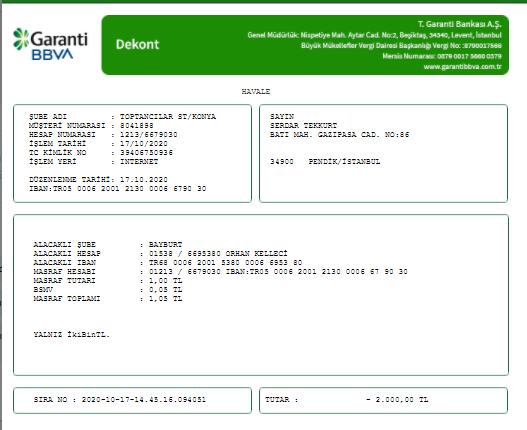 Garanti
BBVA
Dekont
T. Garanti Bankası A.Ş.
Genel Müdürlük: Nispetiye Mah. Aytar Cad. No:2, Beşiktaş, 34340, Levent, İstanbul
Büyük Mükellefler Vergi Dairesi Başkanlığı Vergi No: :8790017566
Mersis Numarası: 0879 0017 5660 0379
www.garantibbva.com.tr
HAVALE
ŞUBE ADI : TOPTANCILAR ST/KONYA
MÜŞTERİ NUMARASI : 8041898
HESAP NUMARASI : 1213/6679030
İŞLEM TARİHİ : 17/10/2020
TC KİMLİK NO : 39406750936
İŞLEM YERİ : INTERNET
DÜZENLENME TARİHİ: 17.10.2020
IBAN:TR05 0006 2001 2130 0006 6790 30
SAYIN
SERDAR TEKKURT
BATI MAH. GAZIPASA CAD. NO:86
34900 PENDİK/İSTANBUL
ALACAKLI ŞUBE : BAYBURT
ALACAKLI HESAP : 01538 / 6695380 ORHAN KELLECİ
ALACAKLI IBAN : TR68 0006 2001 5380 0006 6953 80
MASRAF HESABI : 01213 / 6679030 IBAN:TR05 0006 2001 2130 0006 67 90 30
MASRAF TUTARI : 1,00 TL
BSMV : 0,05 TL
MASRAF TOPLAMI : 1,05 TL
YALNIZ İkiBinTL.
SIRA NO : 2020-10-17-14.45.16.094051
TUTAR : - 2.000,00 TL